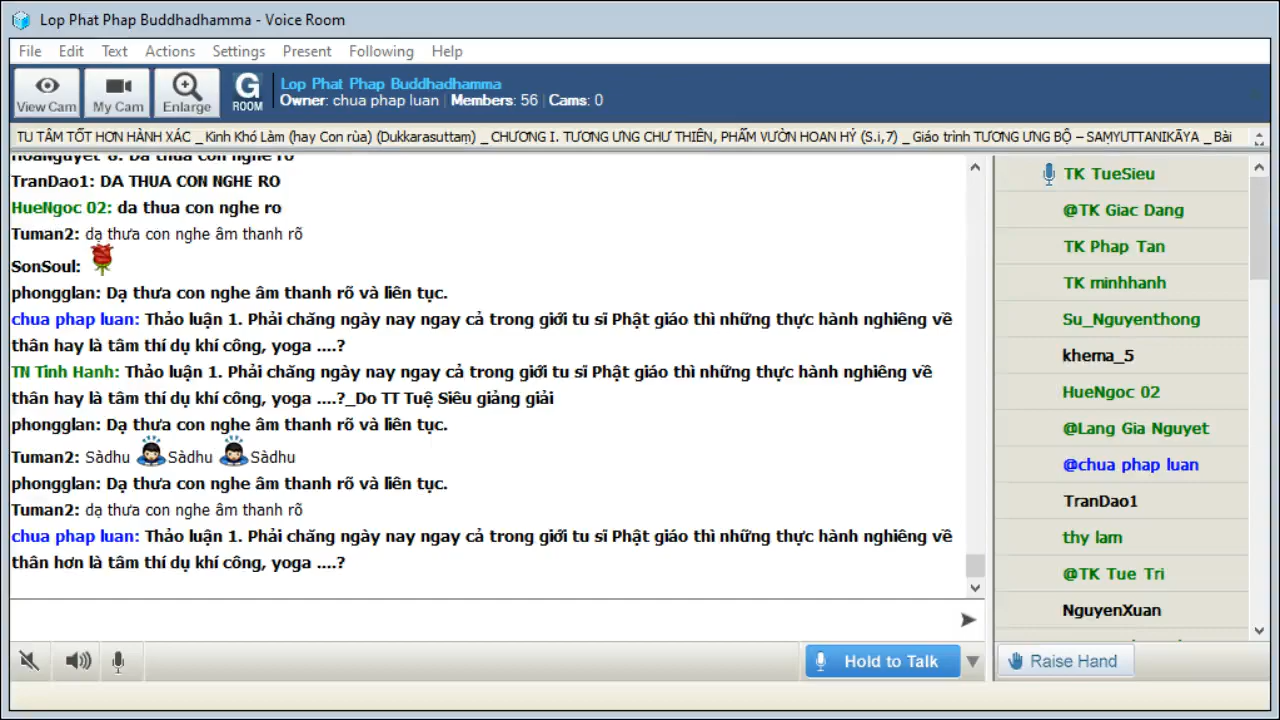 Lop Phat Phap Buddhadhamma - Voice Room
File Edit Text Actions Settings Present Following Help
View Cam My Cam Enlarge G ROOM
Lop Phat Phap Buddhadhamma
Owner: chua phap luan | Members: 56 | Cams: 0
TU TÂM TỐT HƠN HÀNH XÁC _Kinh Khó Làm (hay Con rùa) (Dukkarasuttaṃ) _CHƯƠNG I. TƯƠNG ƯNG CHƯ THIÊN, PHẨM VƯỜN HOAN HỶ (S.i,7) _Giáo trình TƯƠNG ƯNG BỘ – SAṂYUTTANIKĀYA _Bài
HoaNguyet 8: Da thua con nghe ro
TranDao1: DA THUA CON NGHE RO
HueNgoc 02: da thua con nghe ro
Tuman2: dạ thưa con nghe âm thanh rõ
SonSoul:
phongglan: Dạ thưa con nghe âm thanh rõ và liên tục.
chua phap luan: Thảo luận 1. Phải chăng ngày nay ngay cả trong giới tu sĩ Phật giáo thì những thực hành nghiêng về
thân hay là tâm thí dụ khí công, yoga ....?
TN Tinh Hanh: Thảo luận 1. Phải chăng ngày nay ngay cả trong giới tu sĩ Phật giáo thì những thực hành nghiêng về
thân hay là tâm thí dụ khí công, yoga ....?_Do TT Tuệ Siêu giảng giải
phongglan: Dạ thưa con nghe âm thanh rõ và liên tục.
Tuman2: Sàdhu Sàdhu Sàdhu
phongglan: Dạ thưa con nghe âm thanh rõ và liên tục.
Tuman2: dạ thưa con nghe âm thanh rõ
chua phap luan: Thảo luận 1. Phải chăng ngày nay ngay cả trong giới tu sĩ Phật giáo thì những thực hành nghiêng về
thân hơn là tâm thí dụ khí công, yoga ....?
TK TueSieu
@TK Giac Dang
TK Phap Tan
TK minhhanh
Su_Nguyenthong
khema_5
HueNgoc 02
@Lang Gia Nguyet
@chua phap luan
TranDao1
thy lam
@TK Tue Tri
NguyenXuan
Hold to Talk
Raise Hand